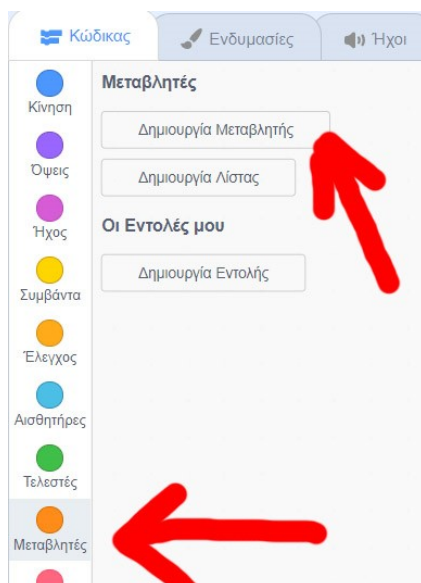 Κώδικας Ενδυμασίες Ήχοι
Κίνηση
Όψεις
Ήχος
Συμβάντα
Έλεγχος
Αισθητήρες
Τελεστές
Μεταβλητές
Μεταβλητές
Δημιουργία Μεταβλητής
Δημιουργία Λίστας
Οι Εντολές μου
Δημιουργία Εντολής